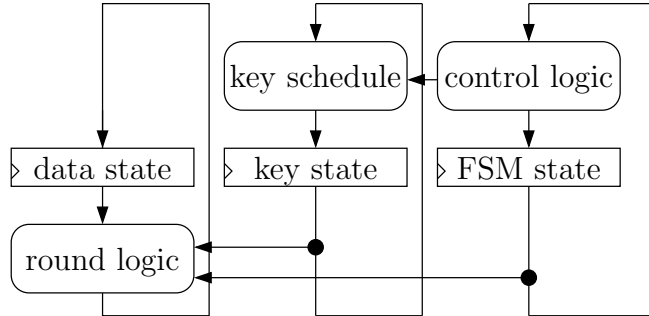 key schedule
control logic
data state
key state
FSM state
round logic